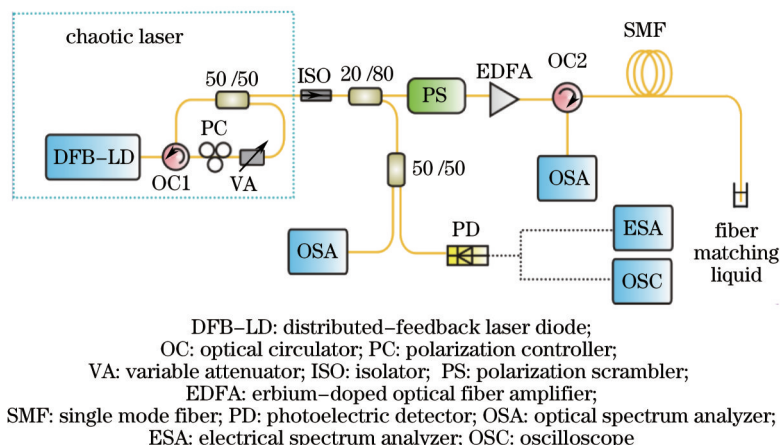 chaotic laser
SMF
50 /50
ISO
20/80
EDFA
OC2
PS
PC
DFB-LD
OC1
VA
50 /50
OSA
PD
ESA
OSA
OSC
fiber
matching
liquid
DFB-LD: distributed-feedback laser diode;
OC: optical circulator; PC: polarization controller;
VA: variable attenuator; ISO: isolator; PS: polarization scrambler;
EDFA: erbium-doped optical fiber amplifier;
SMF: single mode fiber; PD: photoelectric detector; OSA: optical spectrum analyzer;
ESA: electrical spectrum analyzer; OSC: oscilloscope